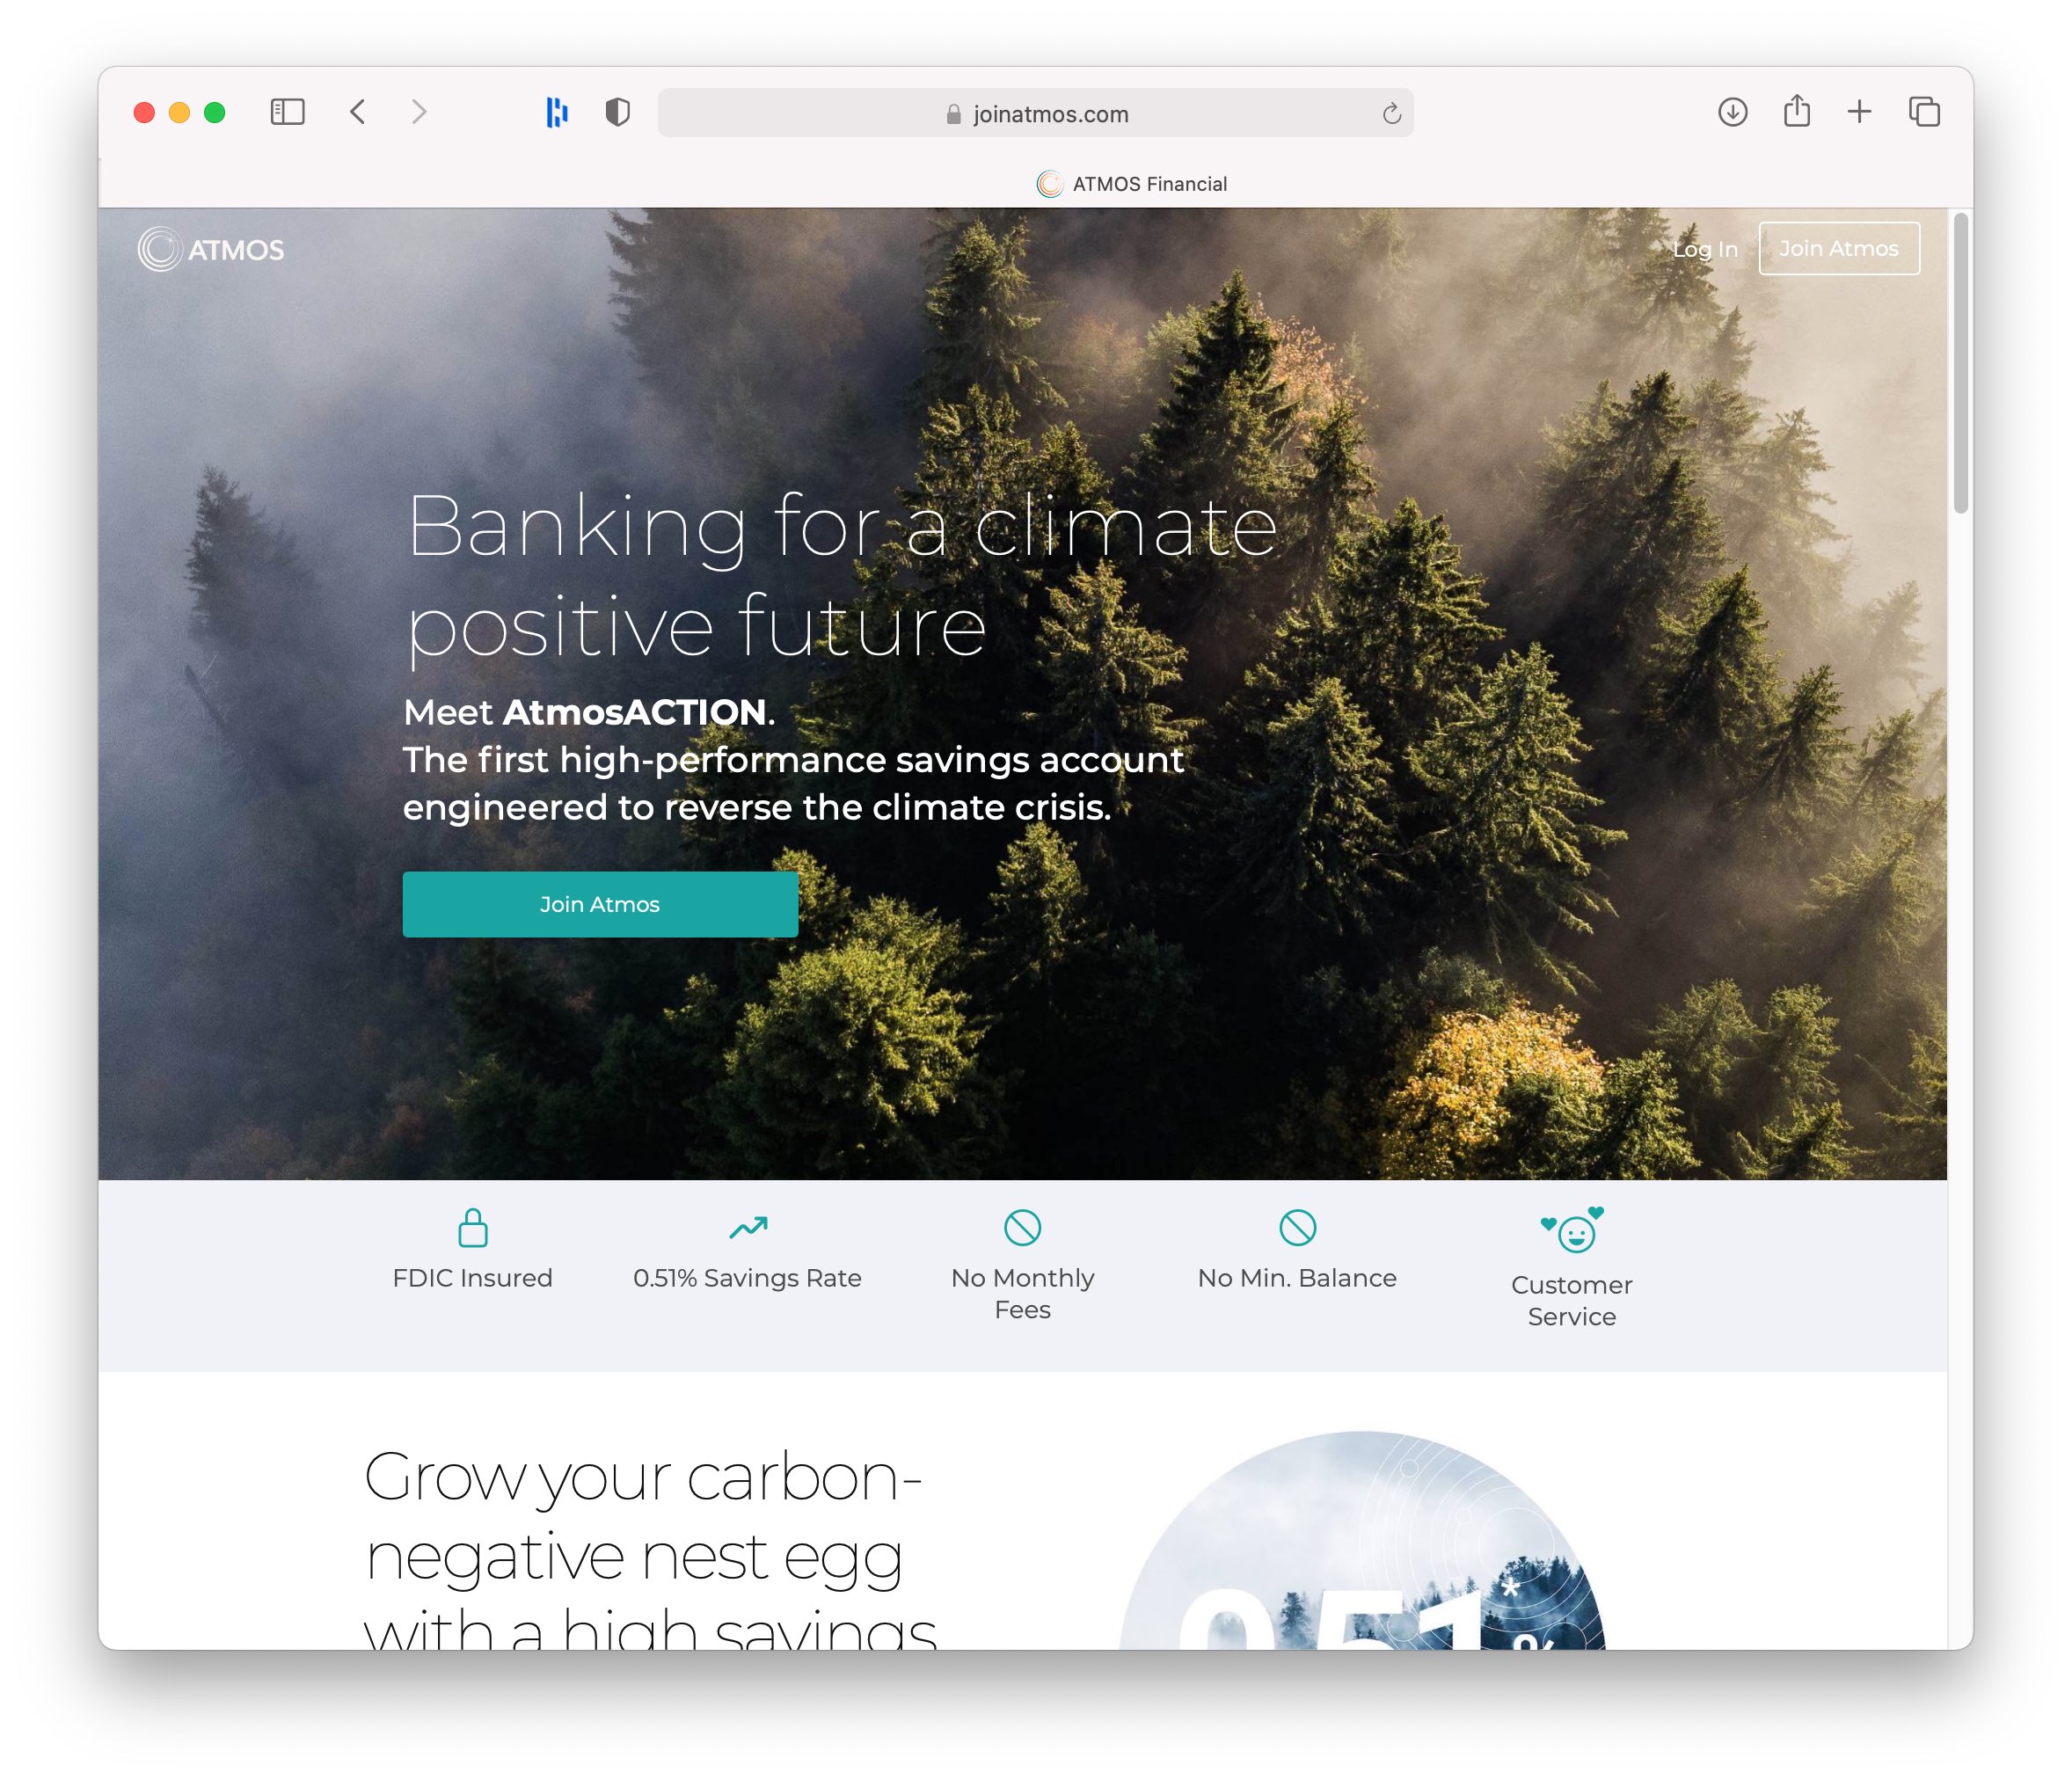 joinatmos.com
ATMOS Financial
ATMOS
Log In
Join Atmos
Banking for a climate
positive future
Meet AtmosACTION.
The first high-performance savings account
engineered to reverse the climate crisis.
Join Atmos
FDIC Insured
0.51% Savings Rate
No Monthly
Fees
No Min. Balance
Customer
Service
Grow your carbon-
negative nest egg
with a high savings
0.51*%